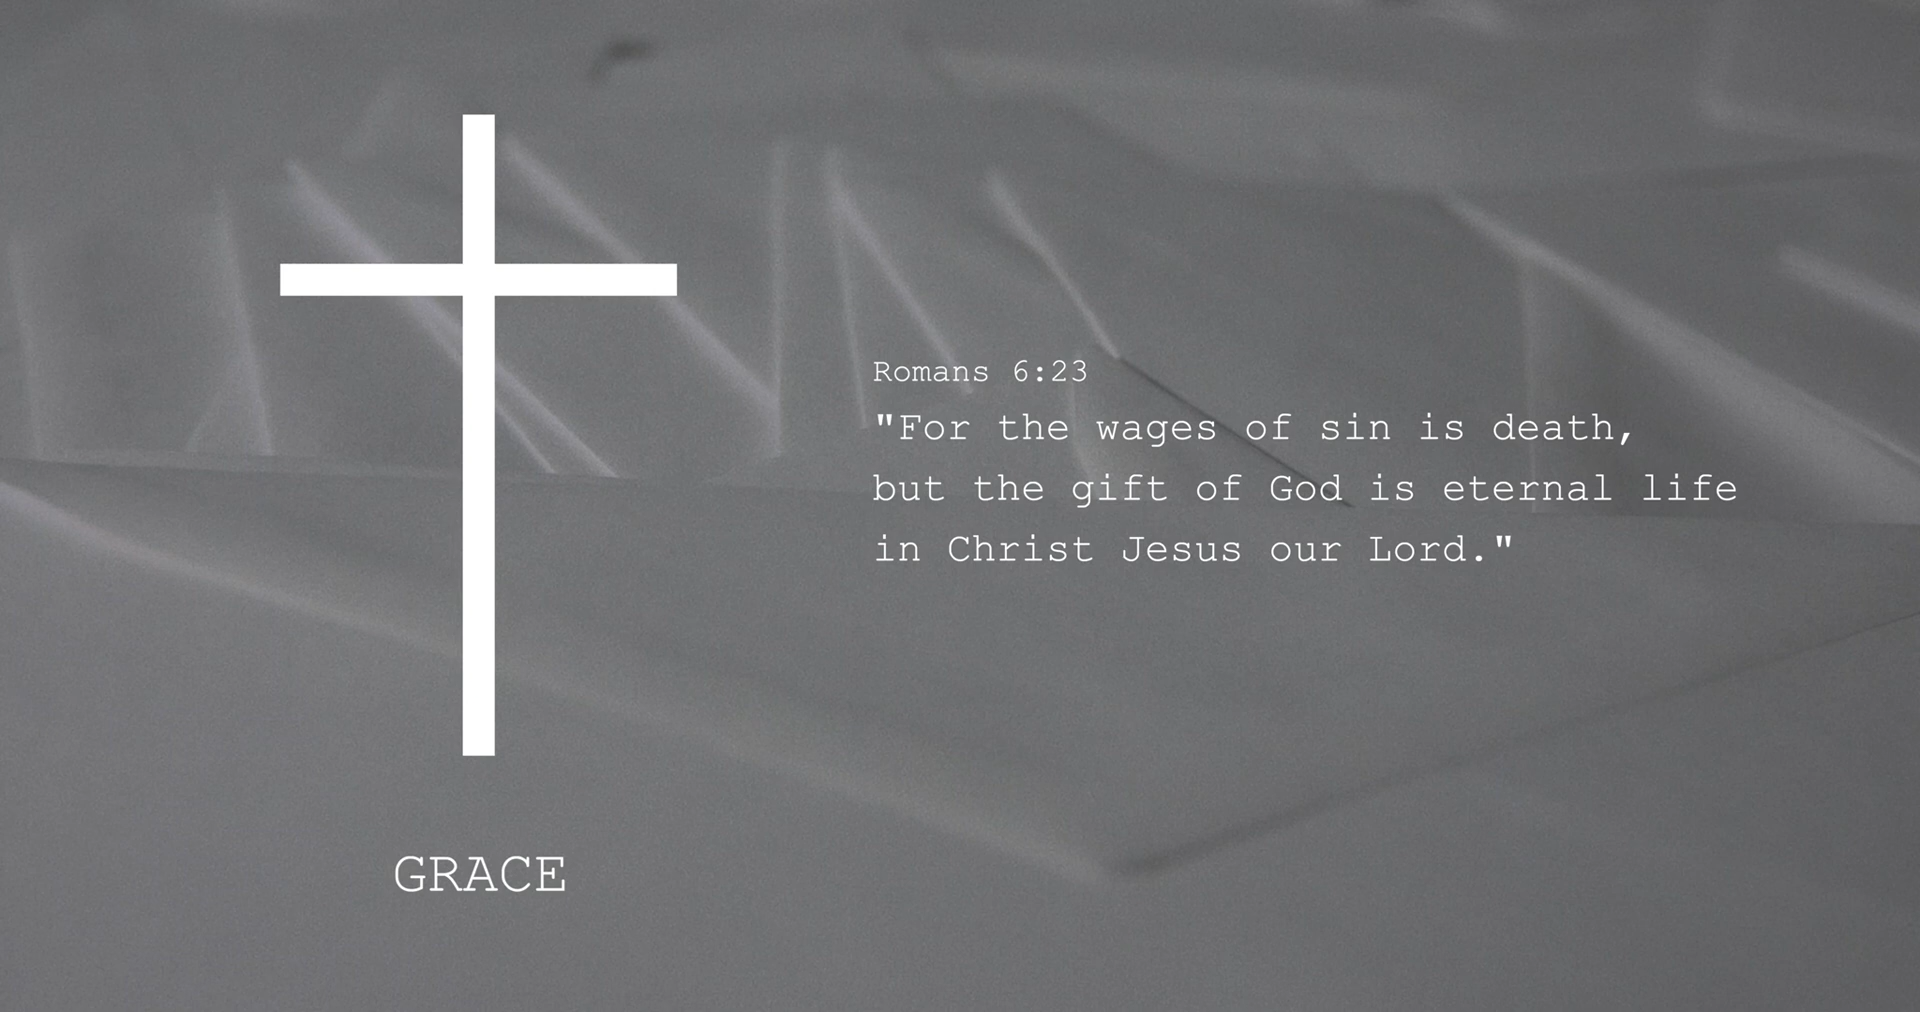 Romans 6:23
"For the wages of sin is death,
but the gift of God is eternal life
in Christ Jesus our Lord."
GRACE